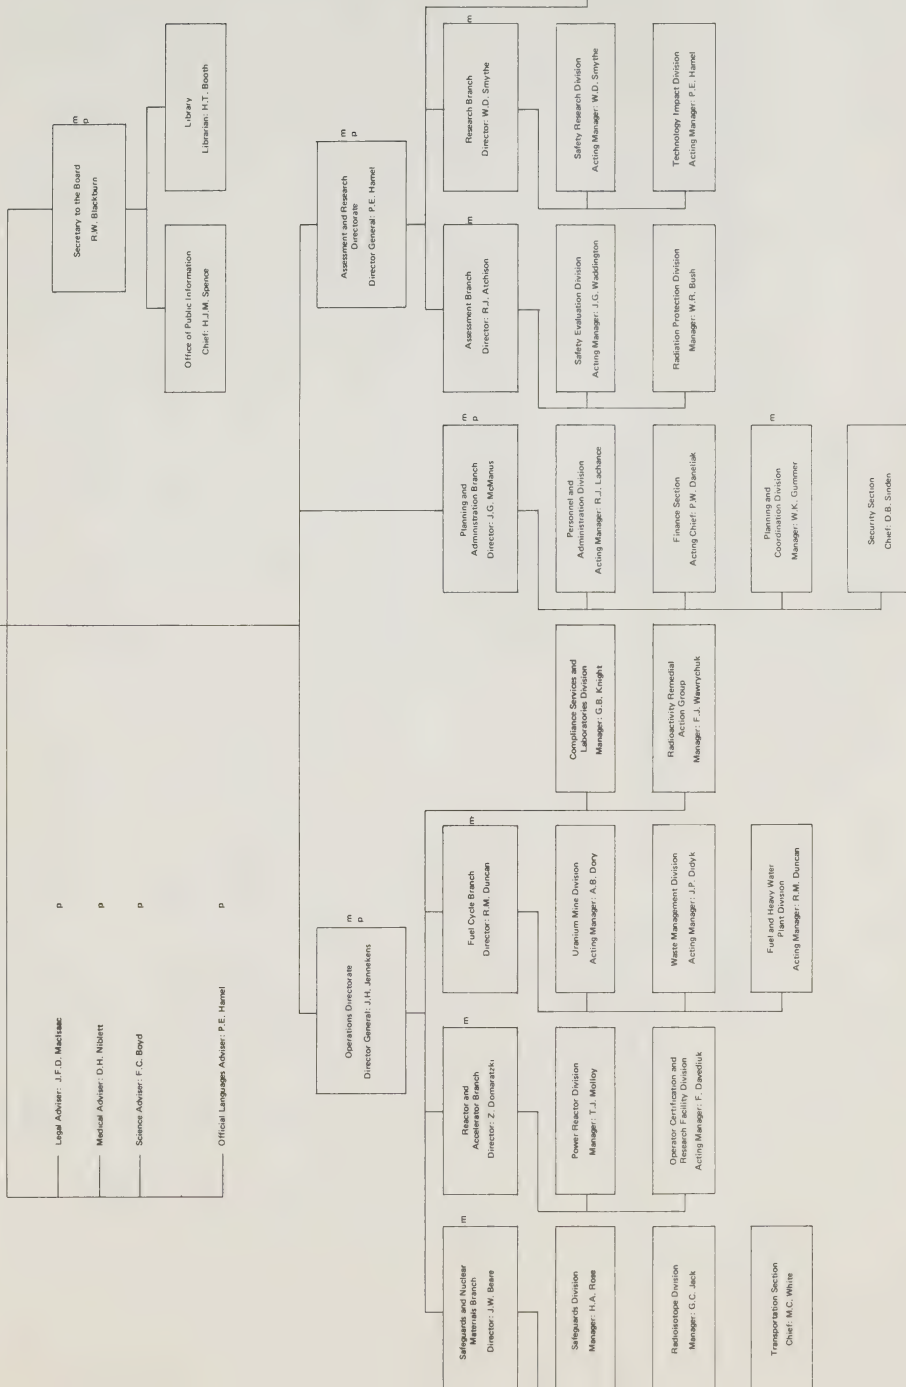 Secretary to the Board
R.W. Blackburn
m
p
Office of Public Information
Chief: H.J.M. Spence
Library
Librarian: H.T. Booth
Legal Adviser: J.F.D. MacIsaac p
Medical Adviser: D.H. Niblett p
Science Adviser: F.C. Boyd p
Official Languages Adviser: P.E. Hamel p
Operations Directorate
Director General: J.H. Jennekens
m
p
Assessment and Research
Directorate
Director General: P.E. Hamel
m
p
Safeguards and Nuclear
Materials Branch
Director: J.W. Beare
m
Reactor and
Accelerator Branch
Director: Z. Domaratzki
m
Fuel Cycle Branch
Director: R.M. Duncan
m
Planning and
Administration Branch
Director: J.G. McManus
m
p
Assessment Branch
Director: R.J. Atchison
m
Research Branch
Director: W.D. Smythe
m
Safeguards Division
Manager: H.A. Rose
Power Reactor Division
Manager: T.J. Molloy
Uranium Mine Division
Acting Manager: A.B. Dory
Compliance Services and
Laboratories Division
Manager: G.B. Knight
Personnel and
Administration Division
Acting Manager: R.J. Lachance
Safety Evaluation Division
Acting Manager: J.G. Waddington
Safety Research Division
Acting Manager: W.D. Smythe
Radioisotope Division
Manager: G.C. Jack
Operator Certification and
Research Facility Division
Acting Manager: F. Davediuk
Waste Management Division
Acting Manager: J.P. Didyk
Radioactivity Remedial
Action Group
Manager: F.J. Wawrychuk
Finance Section
Acting Chief: P.W. Daneliak
Radiation Protection Division
Manager: W.R. Bush
Technology Impact Division
Acting Manager: P.E. Hamel
Transportation Section
Chief: M.C. White
Fuel and Heavy Water
Plant Division
Acting Manager: R.M. Duncan
Planning and
Coordination Division
Manager: W.K. Gummer
m
Security Section
Chief: D.B. Sinden